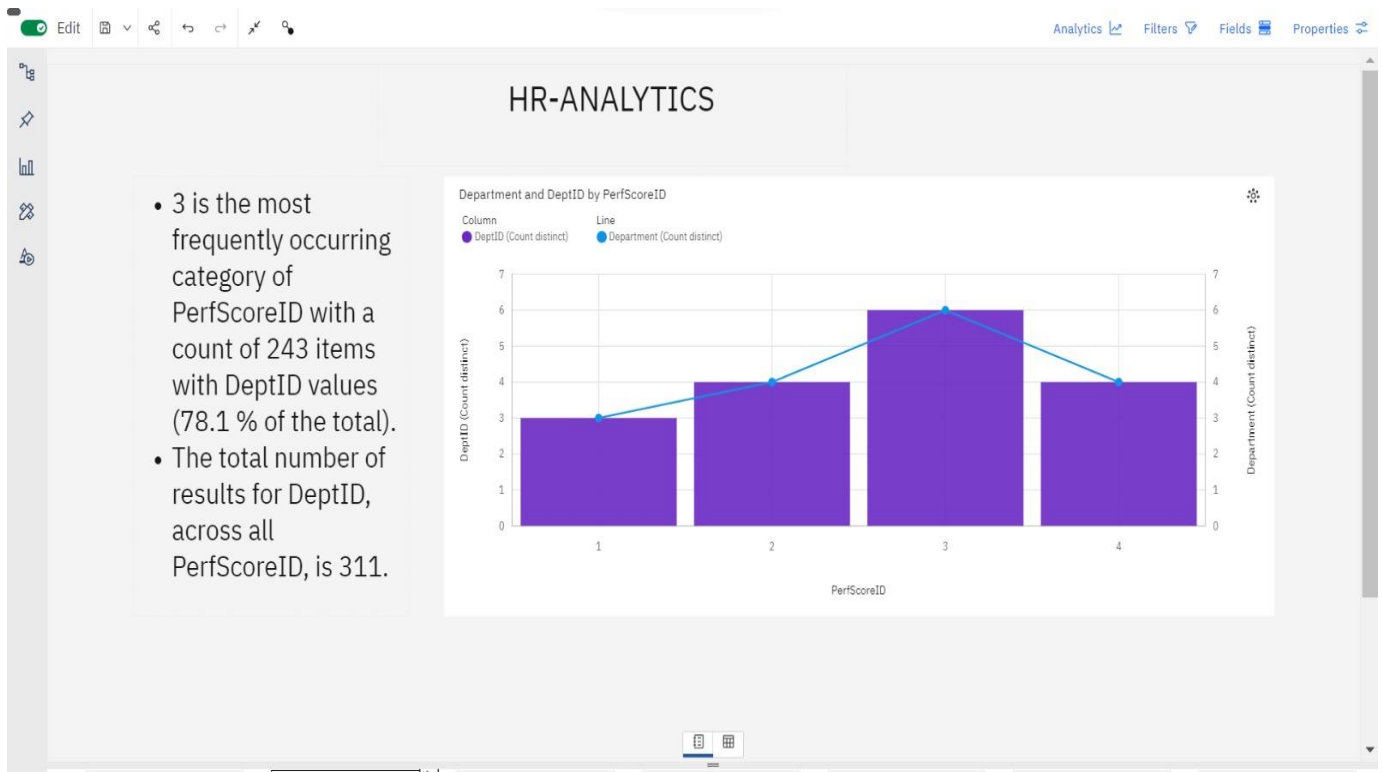 Edit
Analytics Filters Fields Properties
HR-ANALYTICS
• 3 is the most
frequently occurring
category of
PerfScoreID with a
count of 243 items
with DeptID values
(78.1 % of the total).
• The total number of
results for DeptID,
across all
PerfScoreID, is 311.
Department and DeptID by PerfScoreID
Column Line
DeptID (Count distinct) Department (Count distinct)
7 7
6 6
5 5
4 4
3 3
2 2
1 1
0 0
DeptID (Count distinct)
Department (Count distinct)
1 2 3 4
PerfScoreID